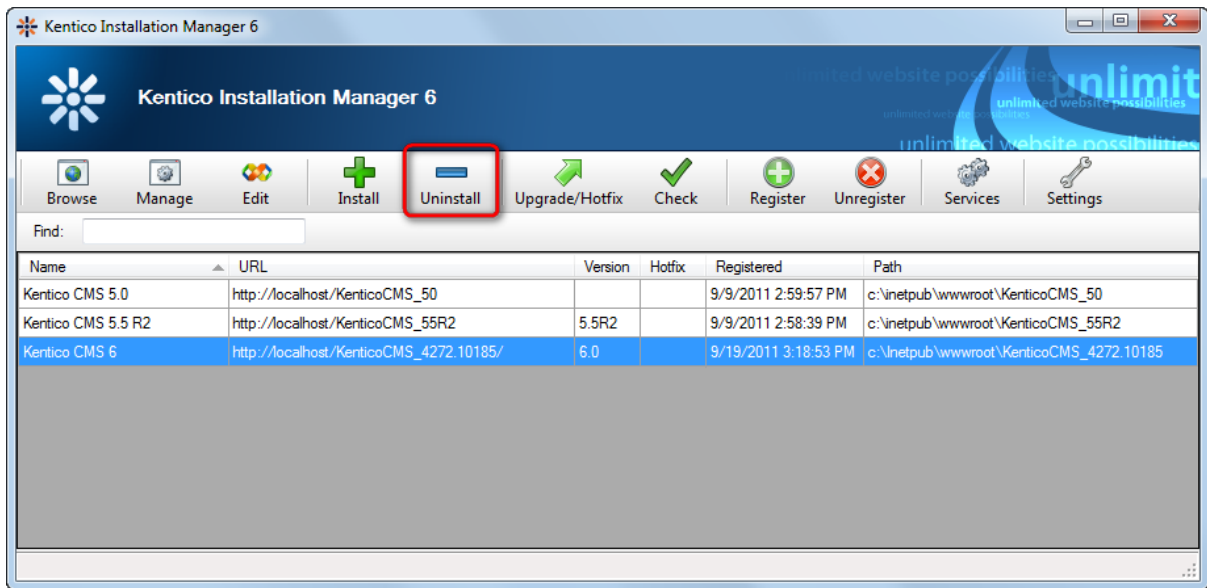 Kentico Installation Manager 6
Kentico Installation Manager 6
website possibilities
unlimit
unlimited website possibilities
unlimited website possibilities
Browse Manage Edit Install Uninstall Upgrade/Hotfix Check Register Unregister Services Settings
Find:
Name URL Version Hotfix Registered Path
Kentico CMS 5.0 http://localhost/KenticoCMS_50 9/9/2011 2:59:57 PM c:\inetpub\wwwroot\KenticoCMS_50
Kentico CMS 5.5 R2 http://localhost/KenticoCMS_55R2 5.5R2 9/9/2011 2:58:39 PM c:\inetpub\wwwroot\KenticoCMS_55R2
Kentico CMS 6 http://localhost/KenticoCMS_4272.10185/ 6.0 9/19/2011 3:18:53 PM c:\Inetpub\wwwroot\KenticoCMS_4272.10185